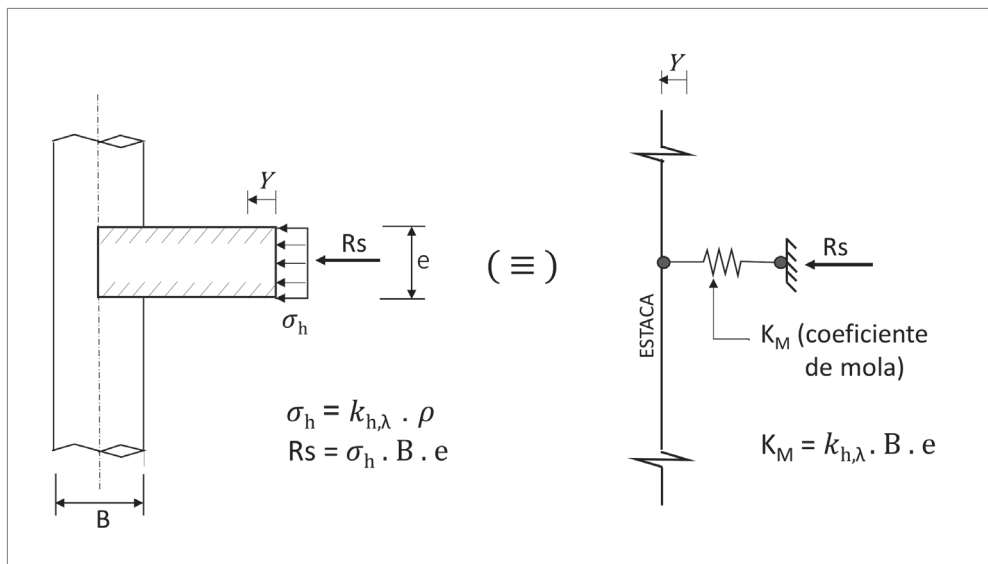 Y
Y
Rs
e
σh
(≡)
Rs
ESTACA
KM (coeficiente
de mola)
σh = kh,λ . ρ
Rs = σh . B . e
KM = kh,λ . B . e
B